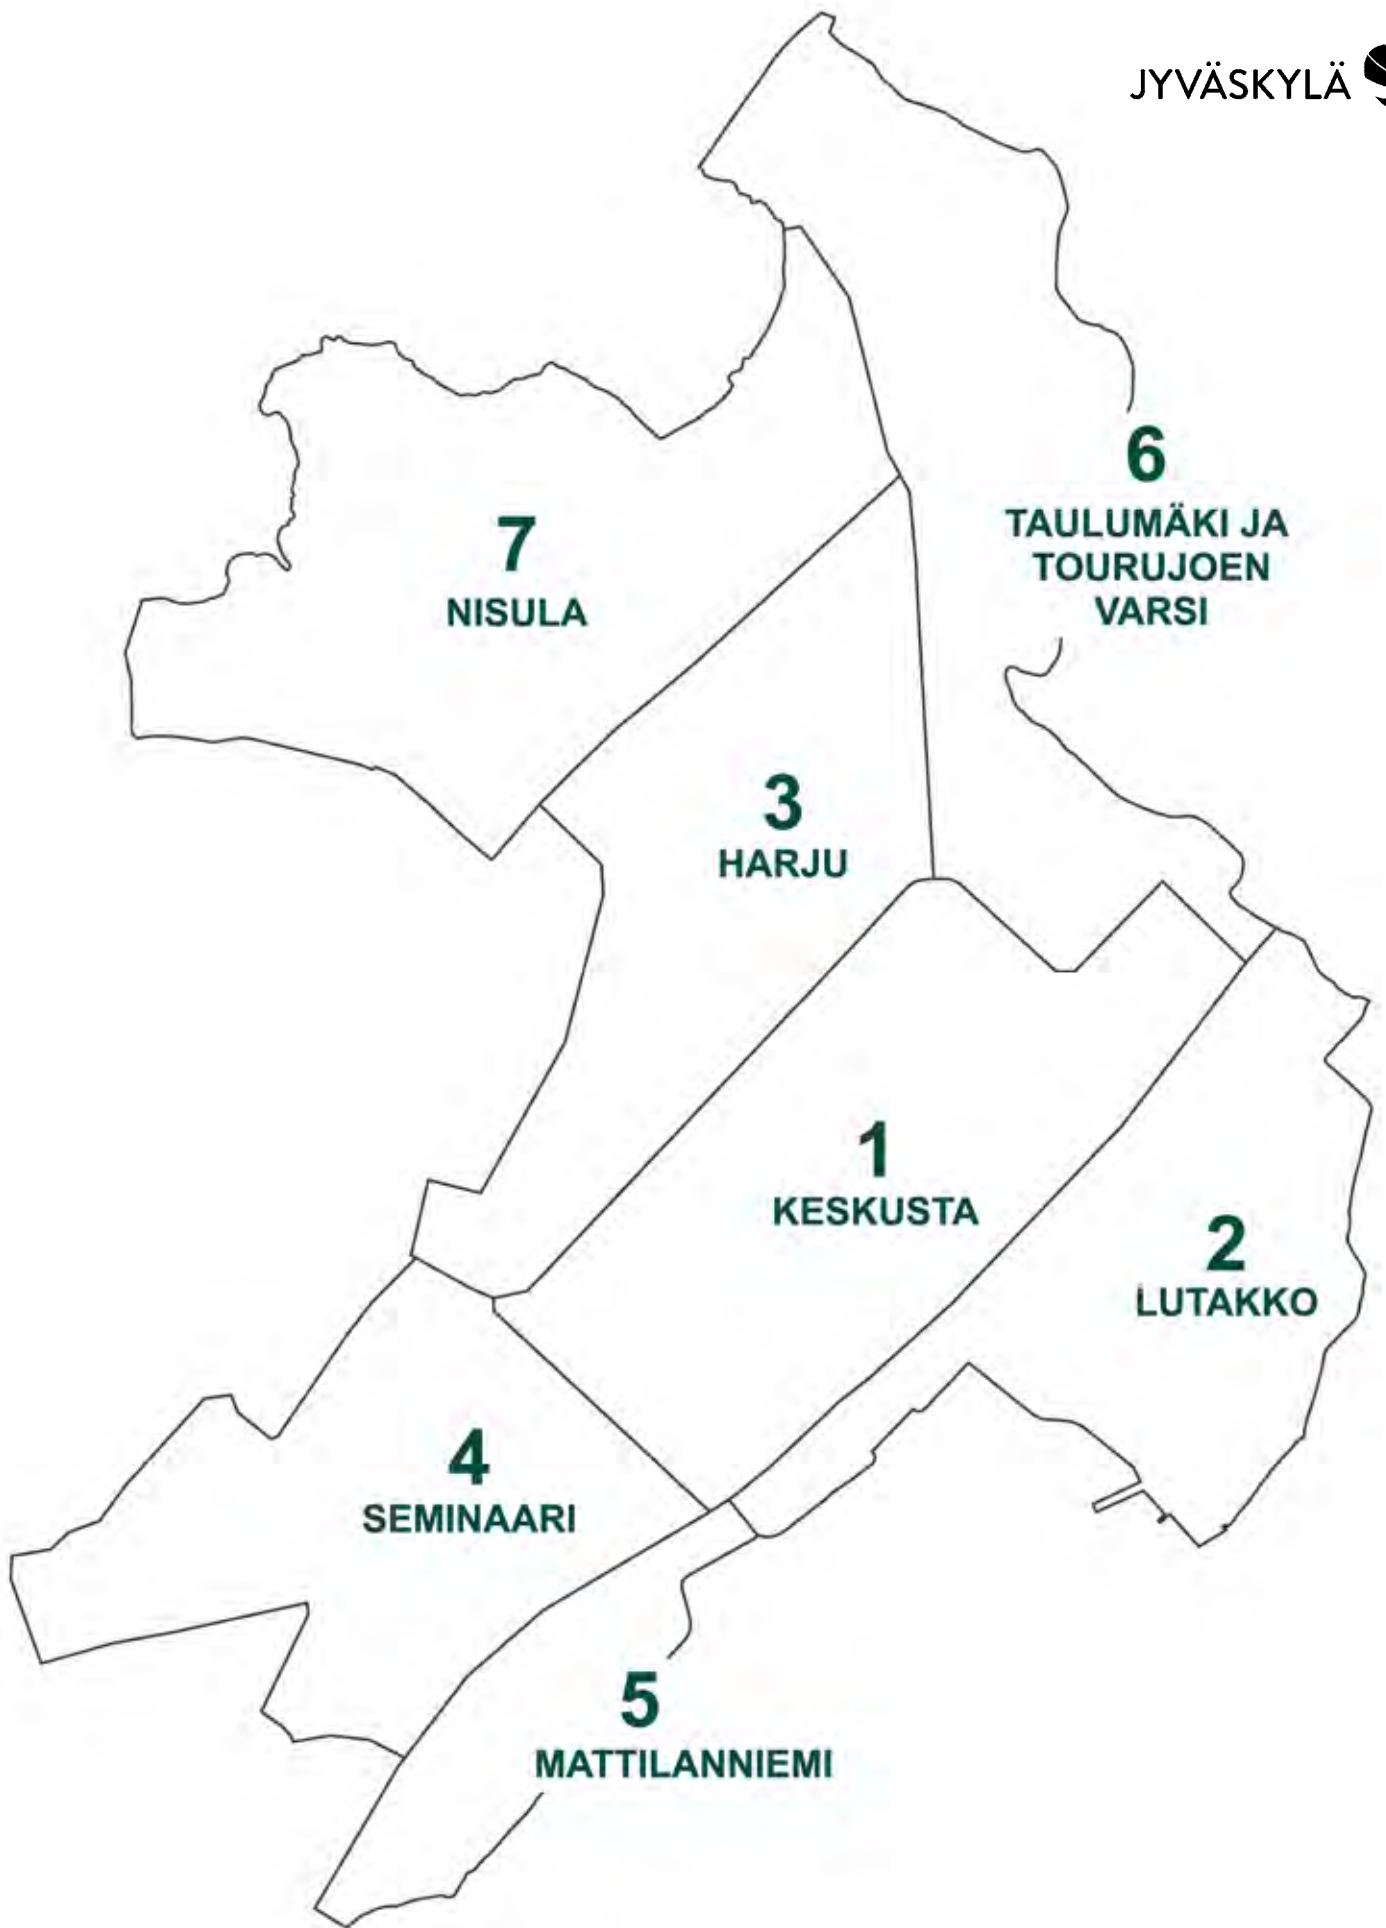 JYVÄSKYLÄ
6
TAULUMÄKI JA
TOURUJOEN
VARSI
7
NISULA
3
HARJU
1
KESKUSTA
2
LUTAKKO
4
SEMINAARI
5
MATTILANNIEMI